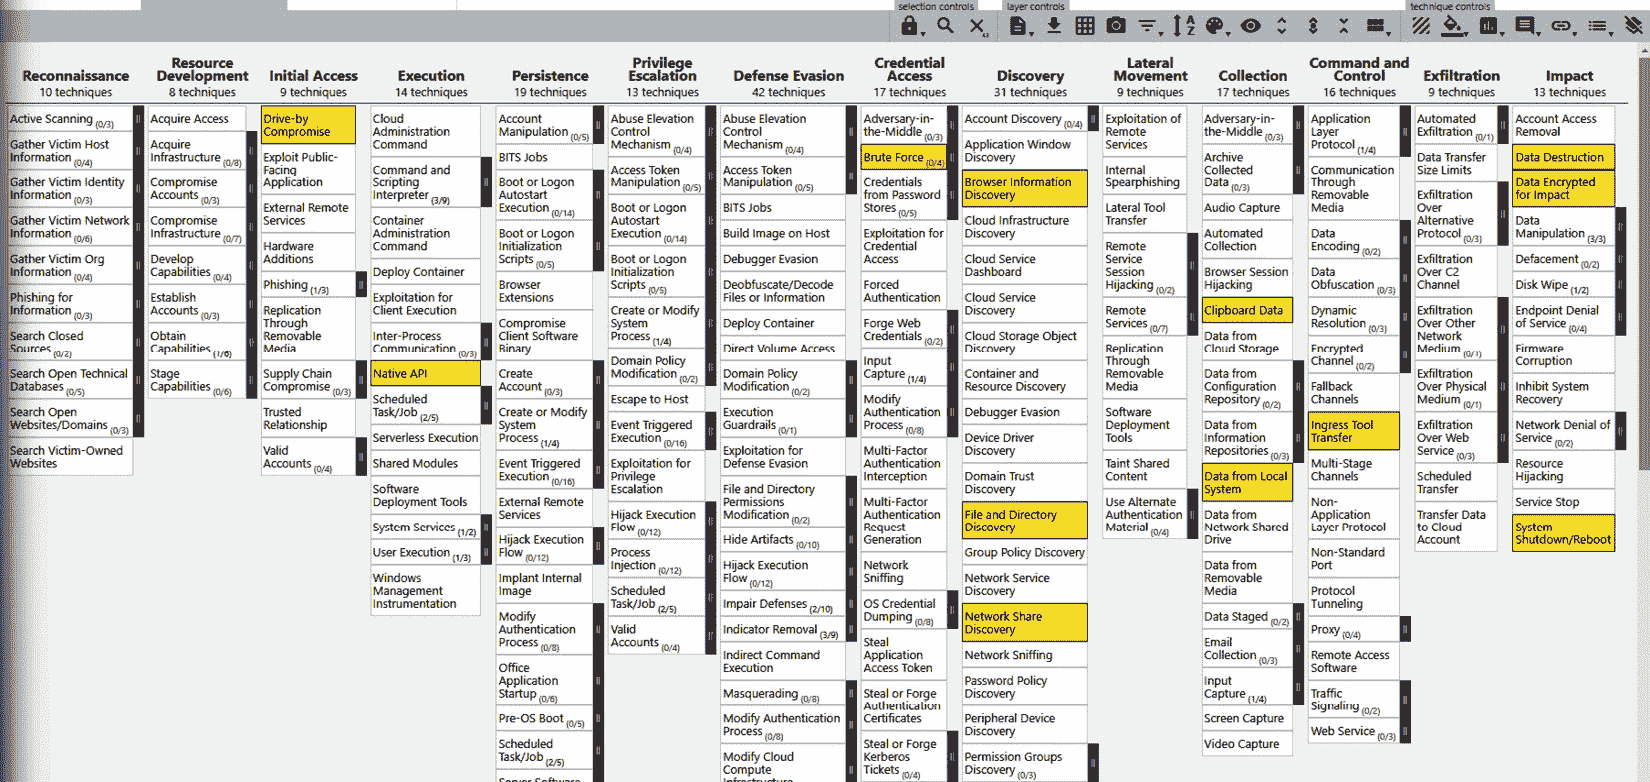 selection controls
layer controls
technique controls
Reconnaissance
10 techniques
Active Scanning (0/3)
Gather Victim Host
Information (0/4)
Gather Victim Identity
Information (0/3)
Gather Victim Network
Information (0/6)
Gather Victim Org
Information (0/4)
Phishing for
Information (0/3)
Search Closed
Sources (0/2)
Search Open Technical
Databases (0/5)
Search Open
Websites/Domains (0/3)
Search Victim-Owned
Websites
Resource
Development
8 techniques
Acquire Access
Acquire
Infrastructure (0/8)
Compromise
Accounts (0/3)
Compromise
Infrastructure (0/7)
Develop
Capabilities (0/4)
Establish
Accounts (0/3)
Obtain
Capabilities (1/6)
Stage
Capabilities (0/6)
Initial Access
9 techniques
Drive-by
Compromise
Exploit Public-
Facing
Application
External Remote
Services
Hardware
Additions
Phishing (1/3)
Replication
Through
Removable
Media
Supply Chain
Compromise (0/3)
Trusted
Relationship
Valid
Accounts (0/4)
Execution
14 techniques
Cloud
Administration
Command
Command and
Scripting
Interpreter (3/9)
Container
Administration
Command
Deploy Container
Exploitation for
Client Execution
Inter-Process
Communication (0/3)
Native API
Scheduled
Task/Job (2/5)
Serverless Execution
Shared Modules
Software
Deployment Tools
System Services (1/2)
User Execution (1/3)
Windows
Management
Instrumentation
Persistence
19 techniques
Account
Manipulation (0/5)
BITS Jobs
Boot or Logon
Autostart
Execution (0/14)
Boot or Logon
Initialization
Scripts (0/5)
Browser
Extensions
Compromise
Client Software
Binary
Create
Account (0/3)
Create or Modify
System
Process (1/4)
Event Triggered
Execution (0/16)
External Remote
Services
Hijack Execution
Flow (0/12)
Implant Internal
Image
Modify
Authentication
Process (0/8)
Office
Application
Startup (0/6)
Pre-OS Boot (0/5)
Scheduled
Task/Job (2/5)
Server Software
Privilege
Escalation
13 techniques
Abuse Elevation
Control
Mechanism (0/4)
Access Token
Manipulation (0/5)
Boot or Logon
Autostart
Execution (0/14)
Boot or Logon
Initialization
Scripts (0/5)
Create or Modify
System
Process (1/4)
Domain Policy
Modification (0/2)
Escape to Host
Event Triggered
Execution (0/16)
Exploitation for
Privilege
Escalation
Hijack Execution
Flow (0/12)
Process
Injection (0/12)
Scheduled
Task/Job (2/5)
Valid
Accounts (0/4)
Defense Evasion
42 techniques
Abuse Elevation
Control
Mechanism (0/4)
Access Token
Manipulation (0/5)
BITS Jobs
Build Image on Host
Debugger Evasion
Deobfuscate/Decode
Files or Information
Deploy Container
Direct Volume Access
Domain Policy
Modification (0/2)
Execution
Guardrails (0/1)
Exploitation for
Defense Evasion
File and Directory
Permissions
Modification (0/2)
Hide Artifacts (0/10)
Hijack Execution
Flow (0/12)
Impair Defenses (2/10)
Indicator Removal (3/9)
Indirect Command
Execution
Masquerading (0/8)
Modify Authentication
Process (0/8)
Modify Cloud
Compute
Infrastructure
Credential
Access
17 techniques
Adversary-in-
the-Middle (0/3)
Brute Force (0/4)
Credentials
from Password
Stores (0/5)
Exploitation for
Credential
Access
Forced
Authentication
Forge Web
Credentials (0/2)
Input
Capture (1/4)
Modify
Authentication
Process (0/8)
Multi-Factor
Authentication
Interception
Multi-Factor
Authentication
Request
Generation
Network
Sniffing
OS Credential
Dumping (0/8)
Steal
Application
Access Token
Steal or Forge
Authentication
Certificates
Steal or Forge
Kerberos
Tickets (0/4)
Discovery
31 techniques
Account Discovery (0/4)
Application Window
Discovery
Browser Information
Discovery
Cloud Infrastructure
Discovery
Cloud Service
Dashboard
Cloud Service
Discovery
Cloud Storage Object
Discovery
Container and
Resource Discovery
Debugger Evasion
Device Driver
Discovery
Domain Trust
Discovery
File and Directory
Discovery
Group Policy Discovery
Network Service
Discovery
Network Share
Discovery
Network Sniffing
Password Policy
Discovery
Peripheral Device
Discovery
Permission Groups
Discovery (0/3)
Lateral
Movement
9 techniques
Exploitation of
Remote
Services
Internal
Spearphishing
Lateral Tool
Transfer
Remote
Service
Session
Hijacking (0/2)
Remote
Services (0/7)
Replication
Through
Removable
Media
Software
Deployment
Tools
Taint Shared
Content
Use Alternate
Authentication
Material (0/4)
Collection
17 techniques
Adversary-in-
the-Middle (0/3)
Archive
Collected
Data (0/3)
Audio Capture
Automated
Collection
Browser Session
Hijacking
Clipboard Data
Data from
Cloud Storage
Data from
Configuration
Repository (0/2)
Data from
Information
Repositories (0/3)
Data from Local
System
Data from
Network Shared
Drive
Data from
Removable
Media
Data Staged (0/2)
Email
Collection (0/3)
Input
Capture (1/4)
Screen Capture
Video Capture
Command and
Control
16 techniques
Application
Layer
Protocol (1/4)
Communication
Through
Removable
Media
Data
Encoding (0/2)
Data
Obfuscation (0/3)
Dynamic
Resolution (0/3)
Encrypted
Channel (0/2)
Fallback
Channels
Ingress Tool
Transfer
Multi-Stage
Channels
Non-
Application
Layer Protocol
Non-Standard
Port
Protocol
Tunneling
Proxy (0/4)
Remote Access
Software
Traffic
Signaling (0/2)
Web Service (0/3)
Exfiltration
9 techniques
Automated
Exfiltration (0/1)
Data Transfer
Size Limits
Exfiltration
Over
Alternative
Protocol (0/3)
Exfiltration
Over C2
Channel
Exfiltration
Over Other
Network
Medium (0/1)
Exfiltration
Over Physical
Medium (0/1)
Exfiltration
Over Web
Service (0/3)
Scheduled
Transfer
Transfer Data
to Cloud
Account
Impact
13 techniques
Account Access
Removal
Data Destruction
Data Encrypted
for Impact
Data
Manipulation (3/3)
Defacement (0/2)
Disk Wipe (1/2)
Endpoint Denial
of Service (0/4)
Firmware
Corruption
Inhibit System
Recovery
Network Denial of
Service (0/2)
Resource
Hijacking
Service Stop
System
Shutdown/Reboot